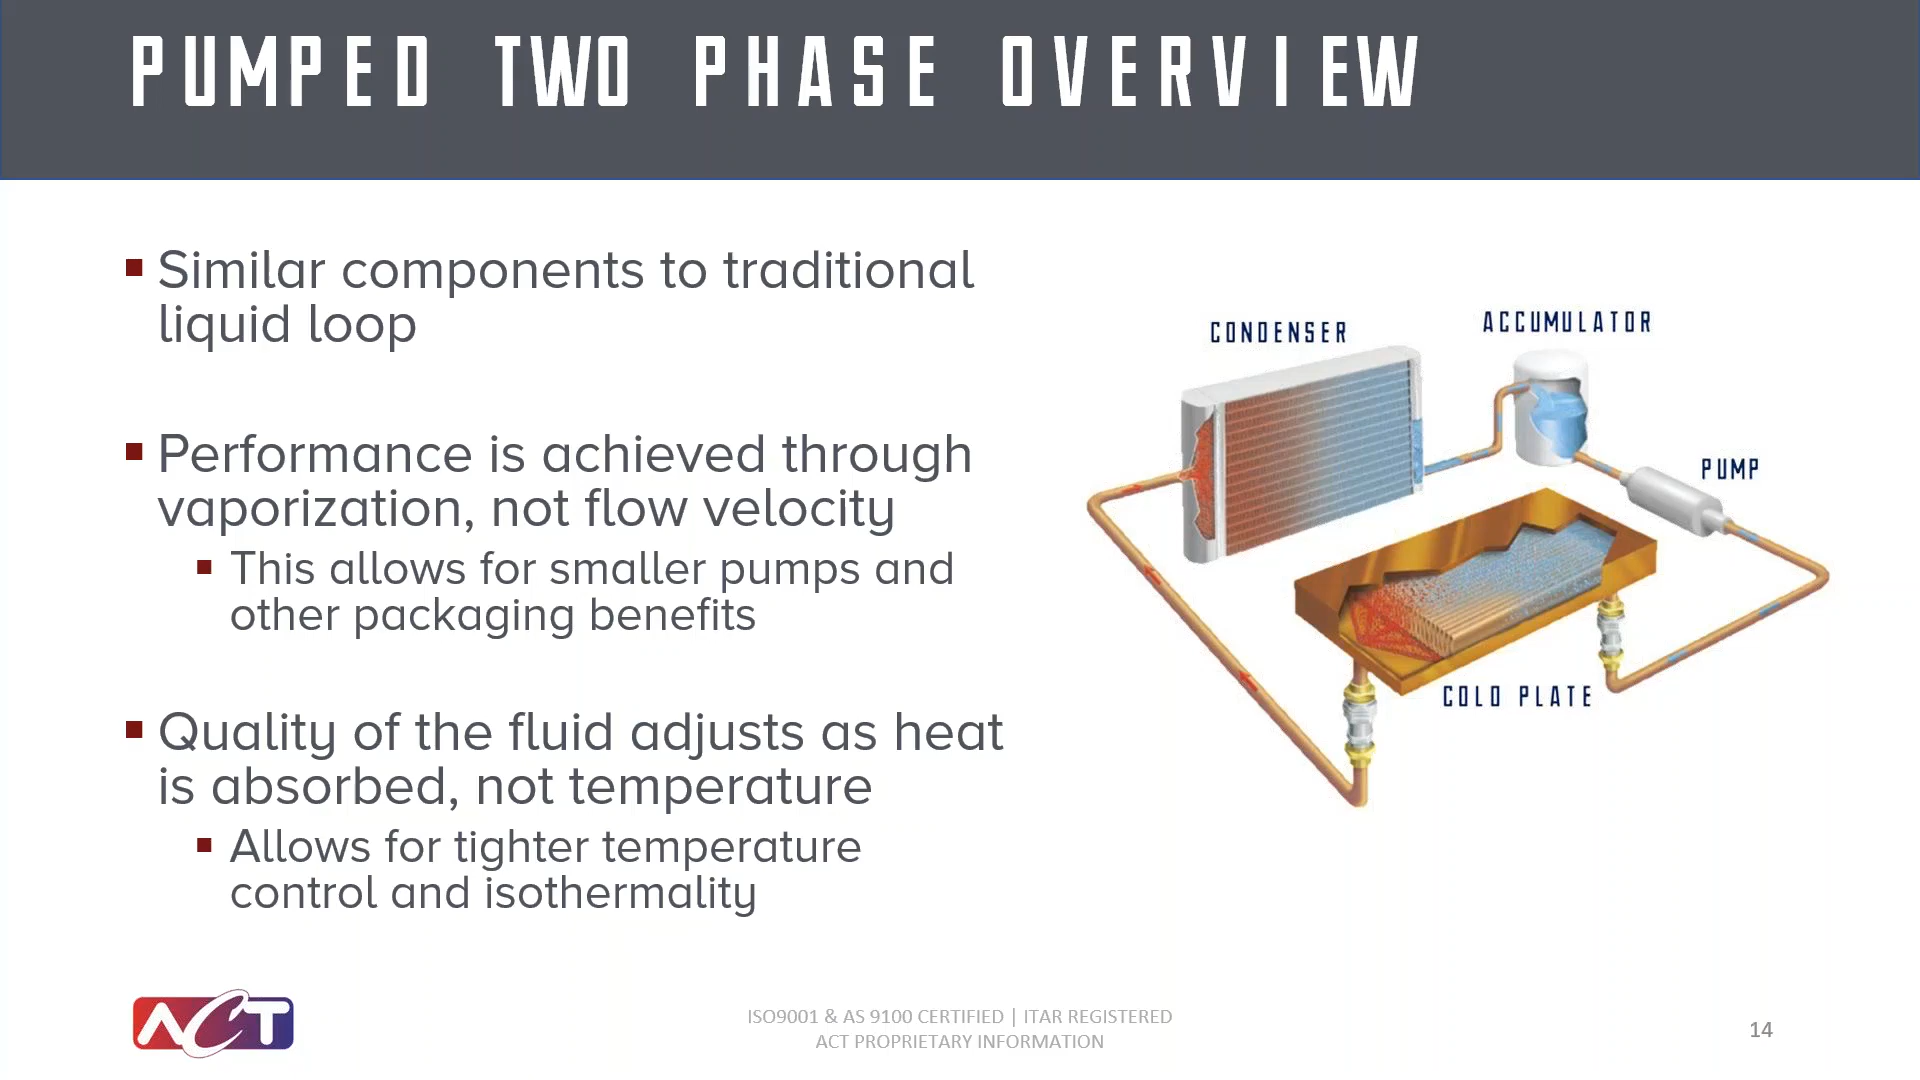 PUMPED TWO PHASE OVERVIEW
Similar components to traditional
liquid loop
Performance is achieved through
vaporization, not flow velocity
This allows for smaller pumps and
other packaging benefits
Quality of the fluid adjusts as heat
is absorbed, not temperature
Allows for tighter temperature
control and isothermality
CONDENSER
ACCUMULATOR
PUMP
COLD PLATE
ACT
ISO9001 & AS 9100 CERTIFIED | ITAR REGISTERED
ACT PROPRIETARY INFORMATION
14